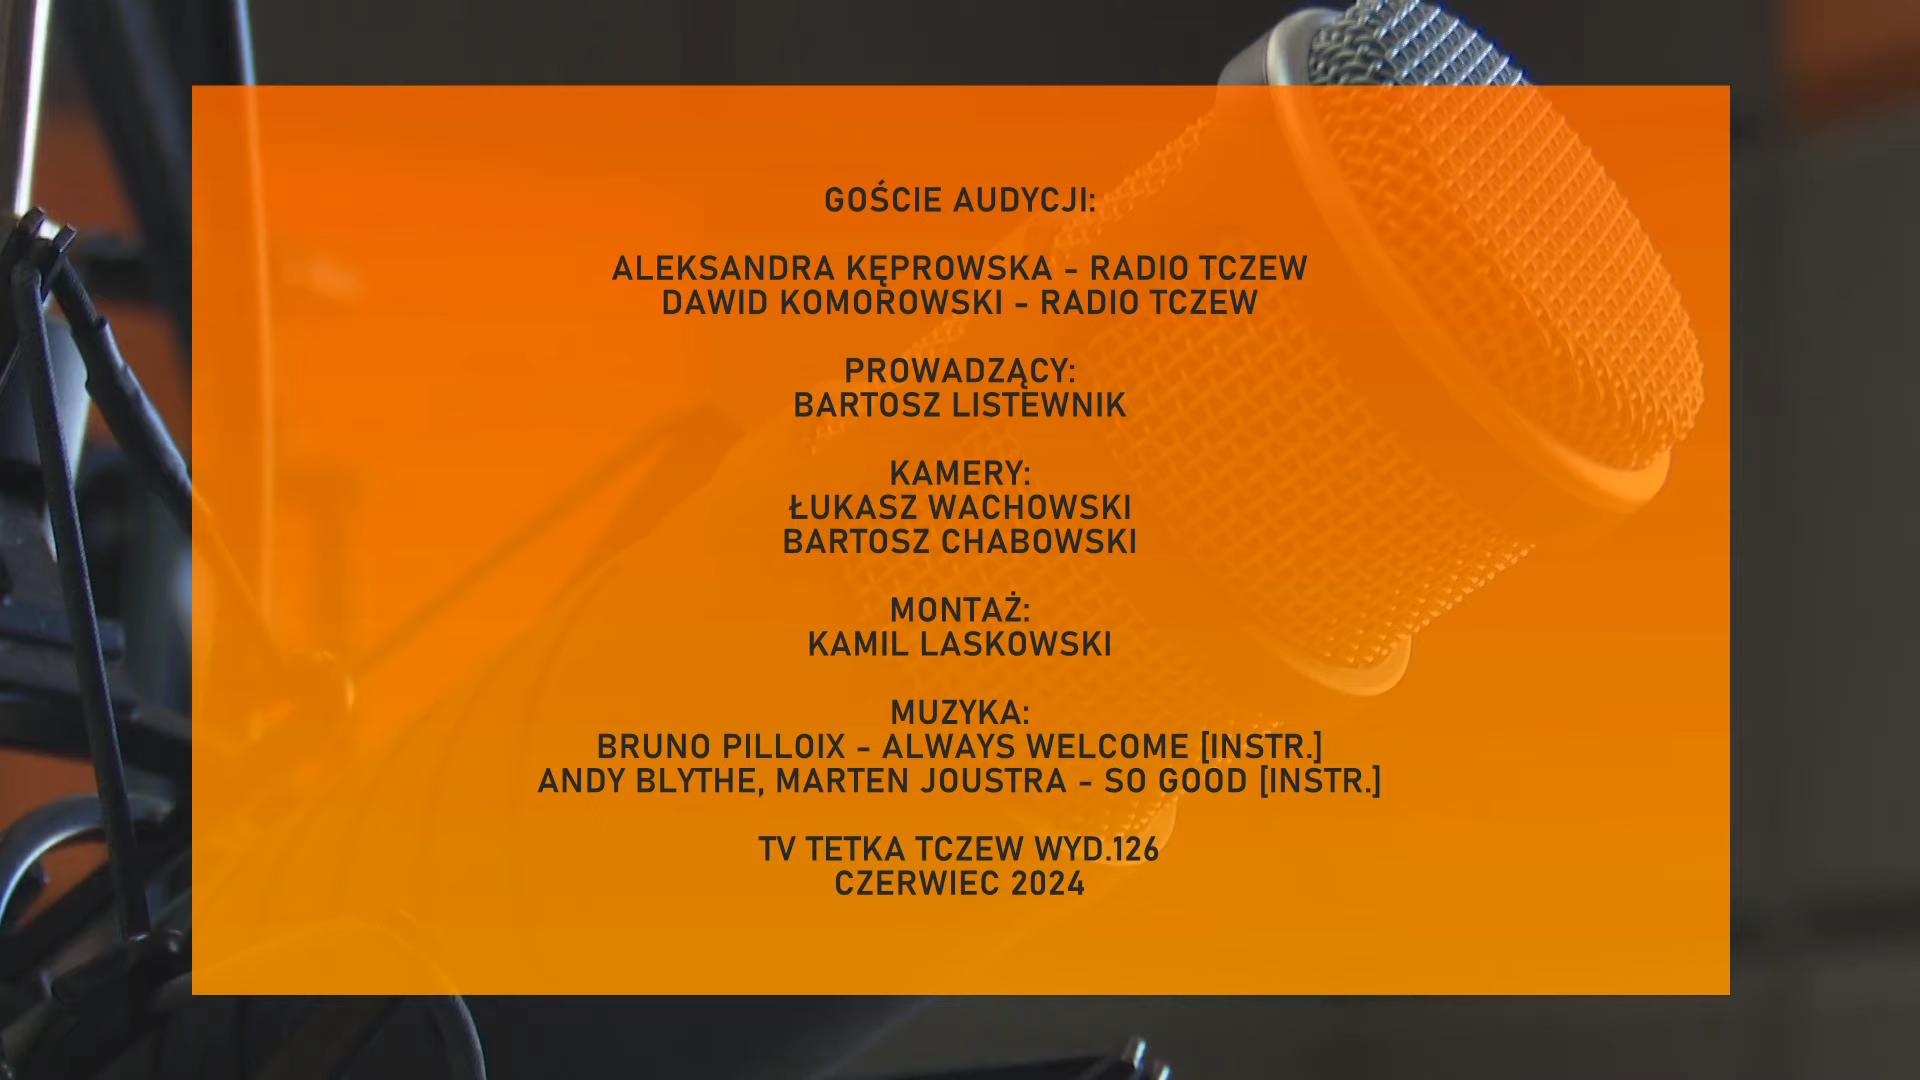 GOŚCIE AUDYCJI:
ALEKSANDRA KĘPROWSKA - RADIO TCZEW
DAWID KOMOROWSKI - RADIO TCZEW
PROWADZĄCY:
BARTOSZ LISTEWNIK
KAMERY:
ŁUKASZ WACHOWSKI
BARTOSZ CHABOWSKI
MONTAŻ:
KAMIL LASKOWSKI
MUZYKA:
BRUNO PILLOIX - ALWAYS WELCOME [INSTR.]
ANDY BLYTHE, MARTEN JOUSTRA - SO GOOD [INSTR.]
TV TETKA TCZEW WYD.126
CZERWIEC 2024